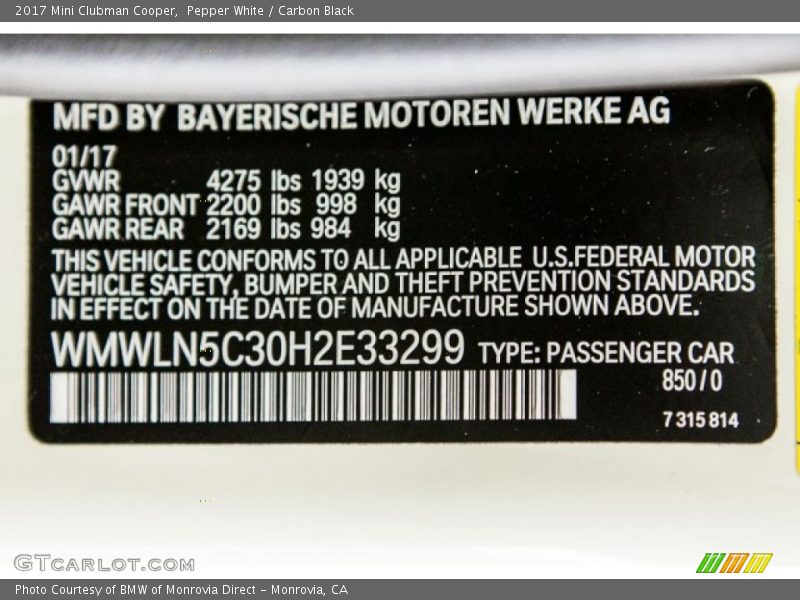 2017 Mini Clubman Cooper, Pepper White / Carbon Black
MFD BY BAYERISCHE MOTOREN WERKE AG
01/17
GVWR 4275 lbs 1939 kg
GAWR FRONT 2200 lbs 998 kg
GAWR REAR 2169 lbs 984 kg
THIS VEHICLE CONFORMS TO ALL APPLICABLE U.S.FEDERAL MOTOR
VEHICLE SAFETY, BUMPER AND THEFT PREVENTION STANDARDS
IN EFFECT ON THE DATE OF MANUFACTURE SHOWN ABOVE.
WMWLN5C30H2E33299 TYPE: PASSENGER CAR
850/0
7 315 814
GTCARLOT.COM
Photo Courtesy of BMW of Monrovia Direct - Monrovia, CA